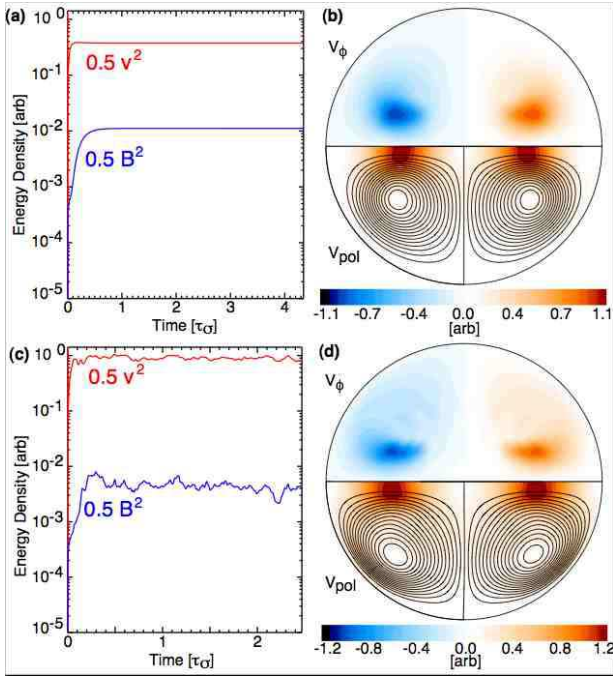 (a)
Energy Density [arb]
10^0
10^-1
10^-2
10^-3
10^-4
10^-5
0.5 v^2
0.5 B^2
0 1 2 3 4
Time [τσ]
(b)
Vϕ
Vpol
-1.1 -0.7 -0.4 0.0 0.4 0.7 1.1
[arb]
(c)
Energy Density [arb]
10^0
10^-1
10^-2
10^-3
10^-4
10^-5
0.5 v^2
0.5 B^2
0 1 2
Time [τσ]
(d)
Vϕ
Vpol
-1.2 -0.8 -0.4 0.0 0.4 0.8 1.2
[arb]